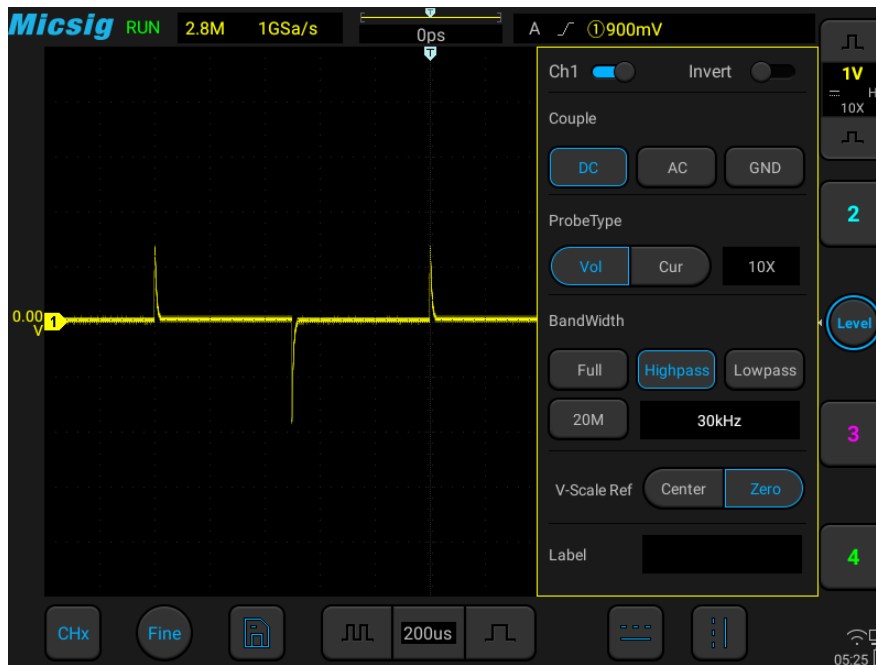 Micsig RUN 2.8M 1GSa/s T 0ps A ①900mV
T
Ch1 Invert
1V
H
10X
Couple
DC AC GND
2
ProbeType
Vol Cur 10X
0.00 V 1
Level
BandWidth
Full Highpass Lowpass
20M 30kHz
3
V-Scale Ref Center Zero
Label
4
CHx Fine 200us
05:25